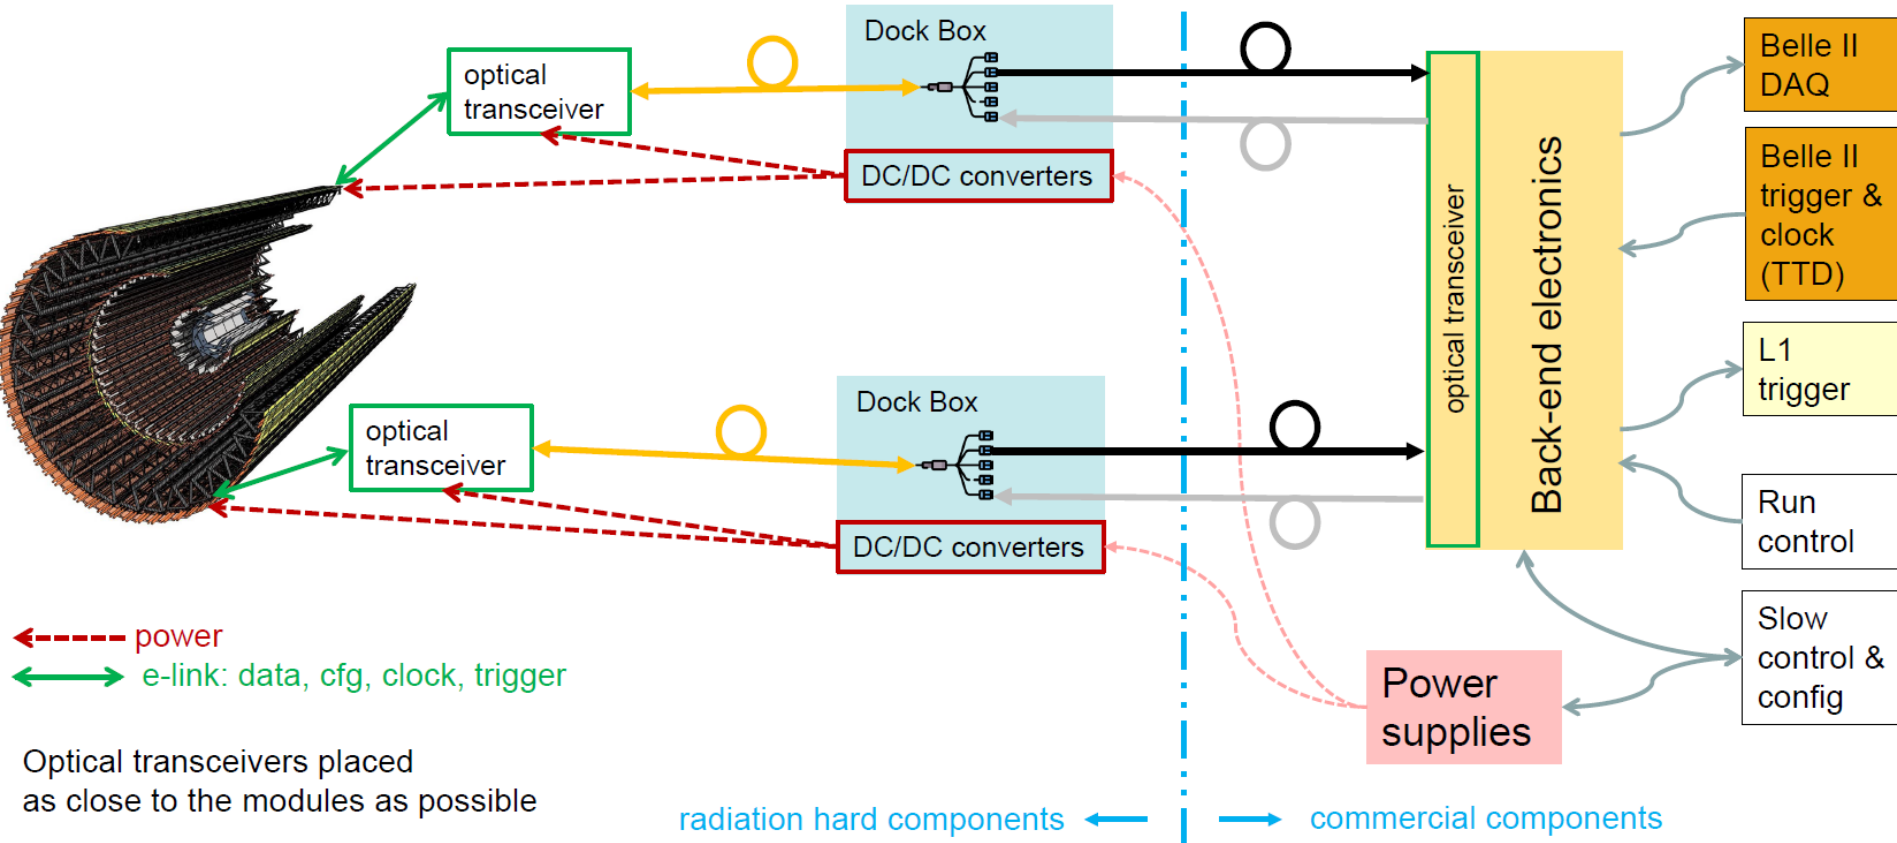 optical
transceiver
Dock Box
DC/DC converters
optical
transceiver
Dock Box
DC/DC converters
optical transceiver
Back-end electronics
Belle II
DAQ
Belle II
trigger &
clock
(TTD)
L1
trigger
Run
control
Slow
control &
config
Power
supplies
power
e-link: data, cfg, clock, trigger
Optical transceivers placed
as close to the modules as possible
radiation hard components
commercial components